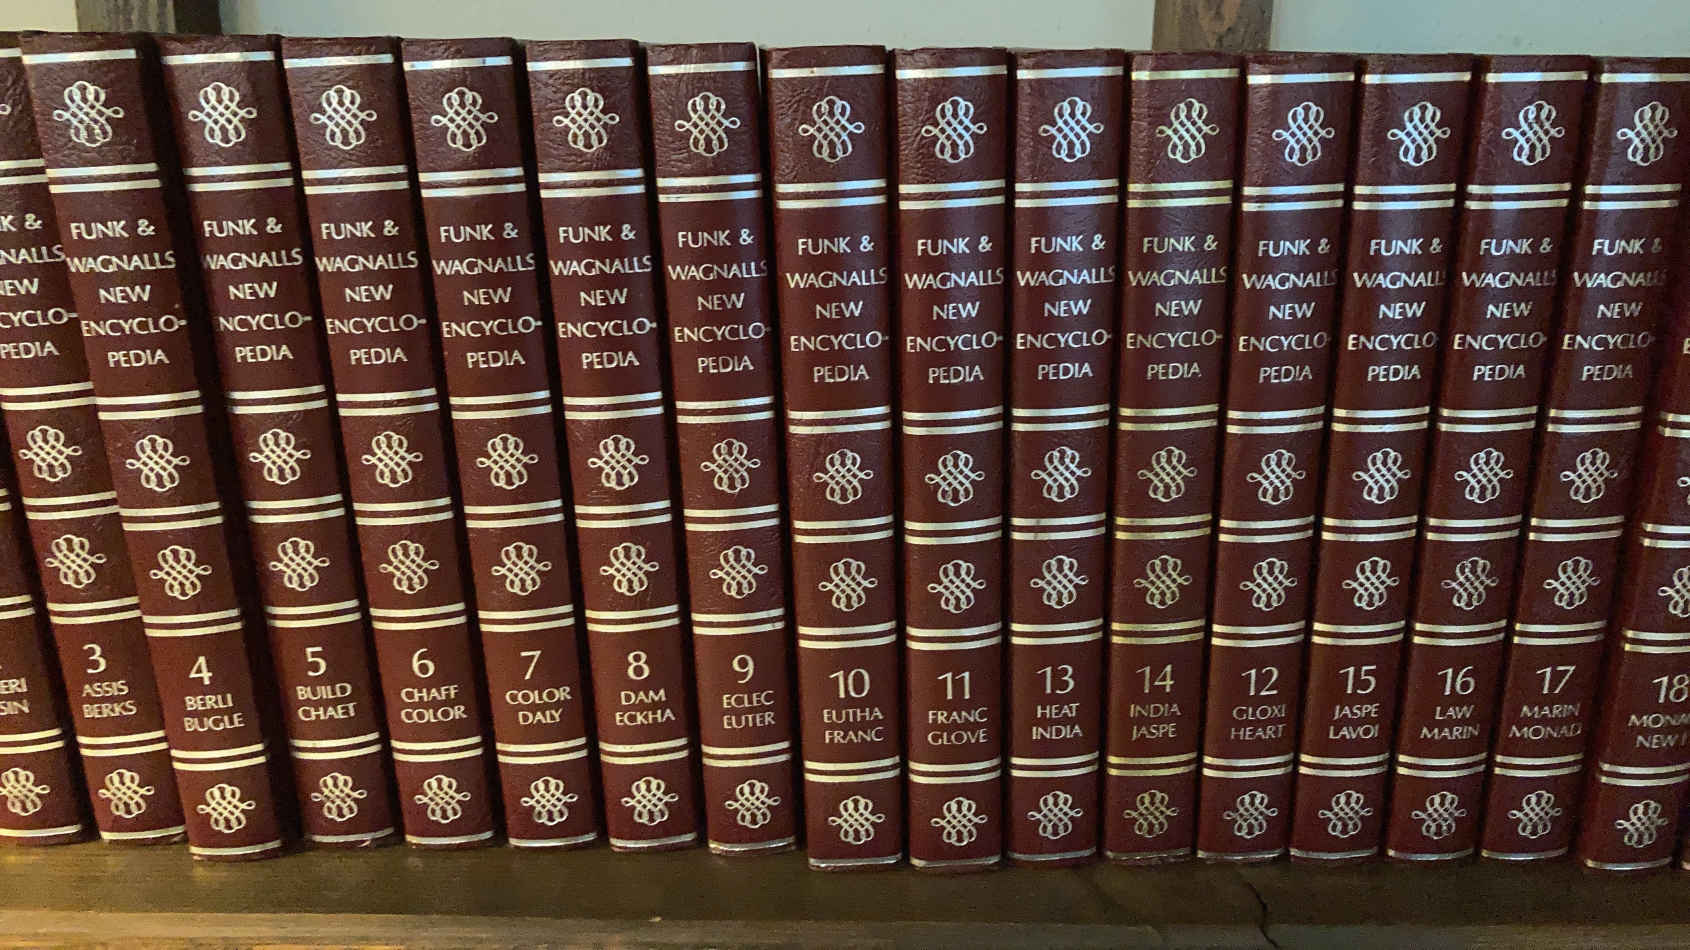 FUNK &
WAGNALLS
NEW
ENCYCLO-
PEDIA
3
ASSIS
BERKS
FUNK &
WAGNALLS
NEW
NCYCLO-
PEDIA
4
BERLI
BUGLE
FUNK &
WAGNALLS
NEW
ENCYCLO-
PEDIA
5
BUILD
CHAET
FUNK &
WAGNALLS
NEW
ENCYCLO-
PEDIA
6
CHAFF
COLOR
FUNK &
WAGNALLS
NEW
ENCYCLO-
PEDIA
7
COLOR
DALY
FUNK &
WAGNALLS
NEW
ENCYCLO-
PEDIA
8
DAM
ECKHA
FUNK &
WAGNALLS
NEW
ENCYCLO-
PEDIA
9
ECLEC
EUTER
FUNK &
WAGNALLS
NEW
ENCYCLO-
PEDIA
10
EUTHA
FRANC
FUNK &
WAGNALLS
NEW
ENCYCLO-
PEDIA
11
FRANC
GLOVE
FUNK &
WAGNALLS
NEW
ENCYCLO-
PEDIA
13
HEAT
INDIA
FUNK &
WAGNALLS
NEW
ENCYCLO-
PEDIA
14
INDIA
JASPE
FUNK &
WAGNALLS
NEW
ENCYCLO-
PEDIA
12
GLOXI
HEART
FUNK &
WAGNALLS
NEW
ENCYCLO-
PEDIA
15
JASPE
LAVOI
FUNK &
WAGNALLS
NEW
ENCYCLO-
PEDIA
16
LAW
MARIN
FUNK &
WAGNALLS
NEW
ENCYCLO-
PEDIA
17
MARIN
MONAD
18
NEW